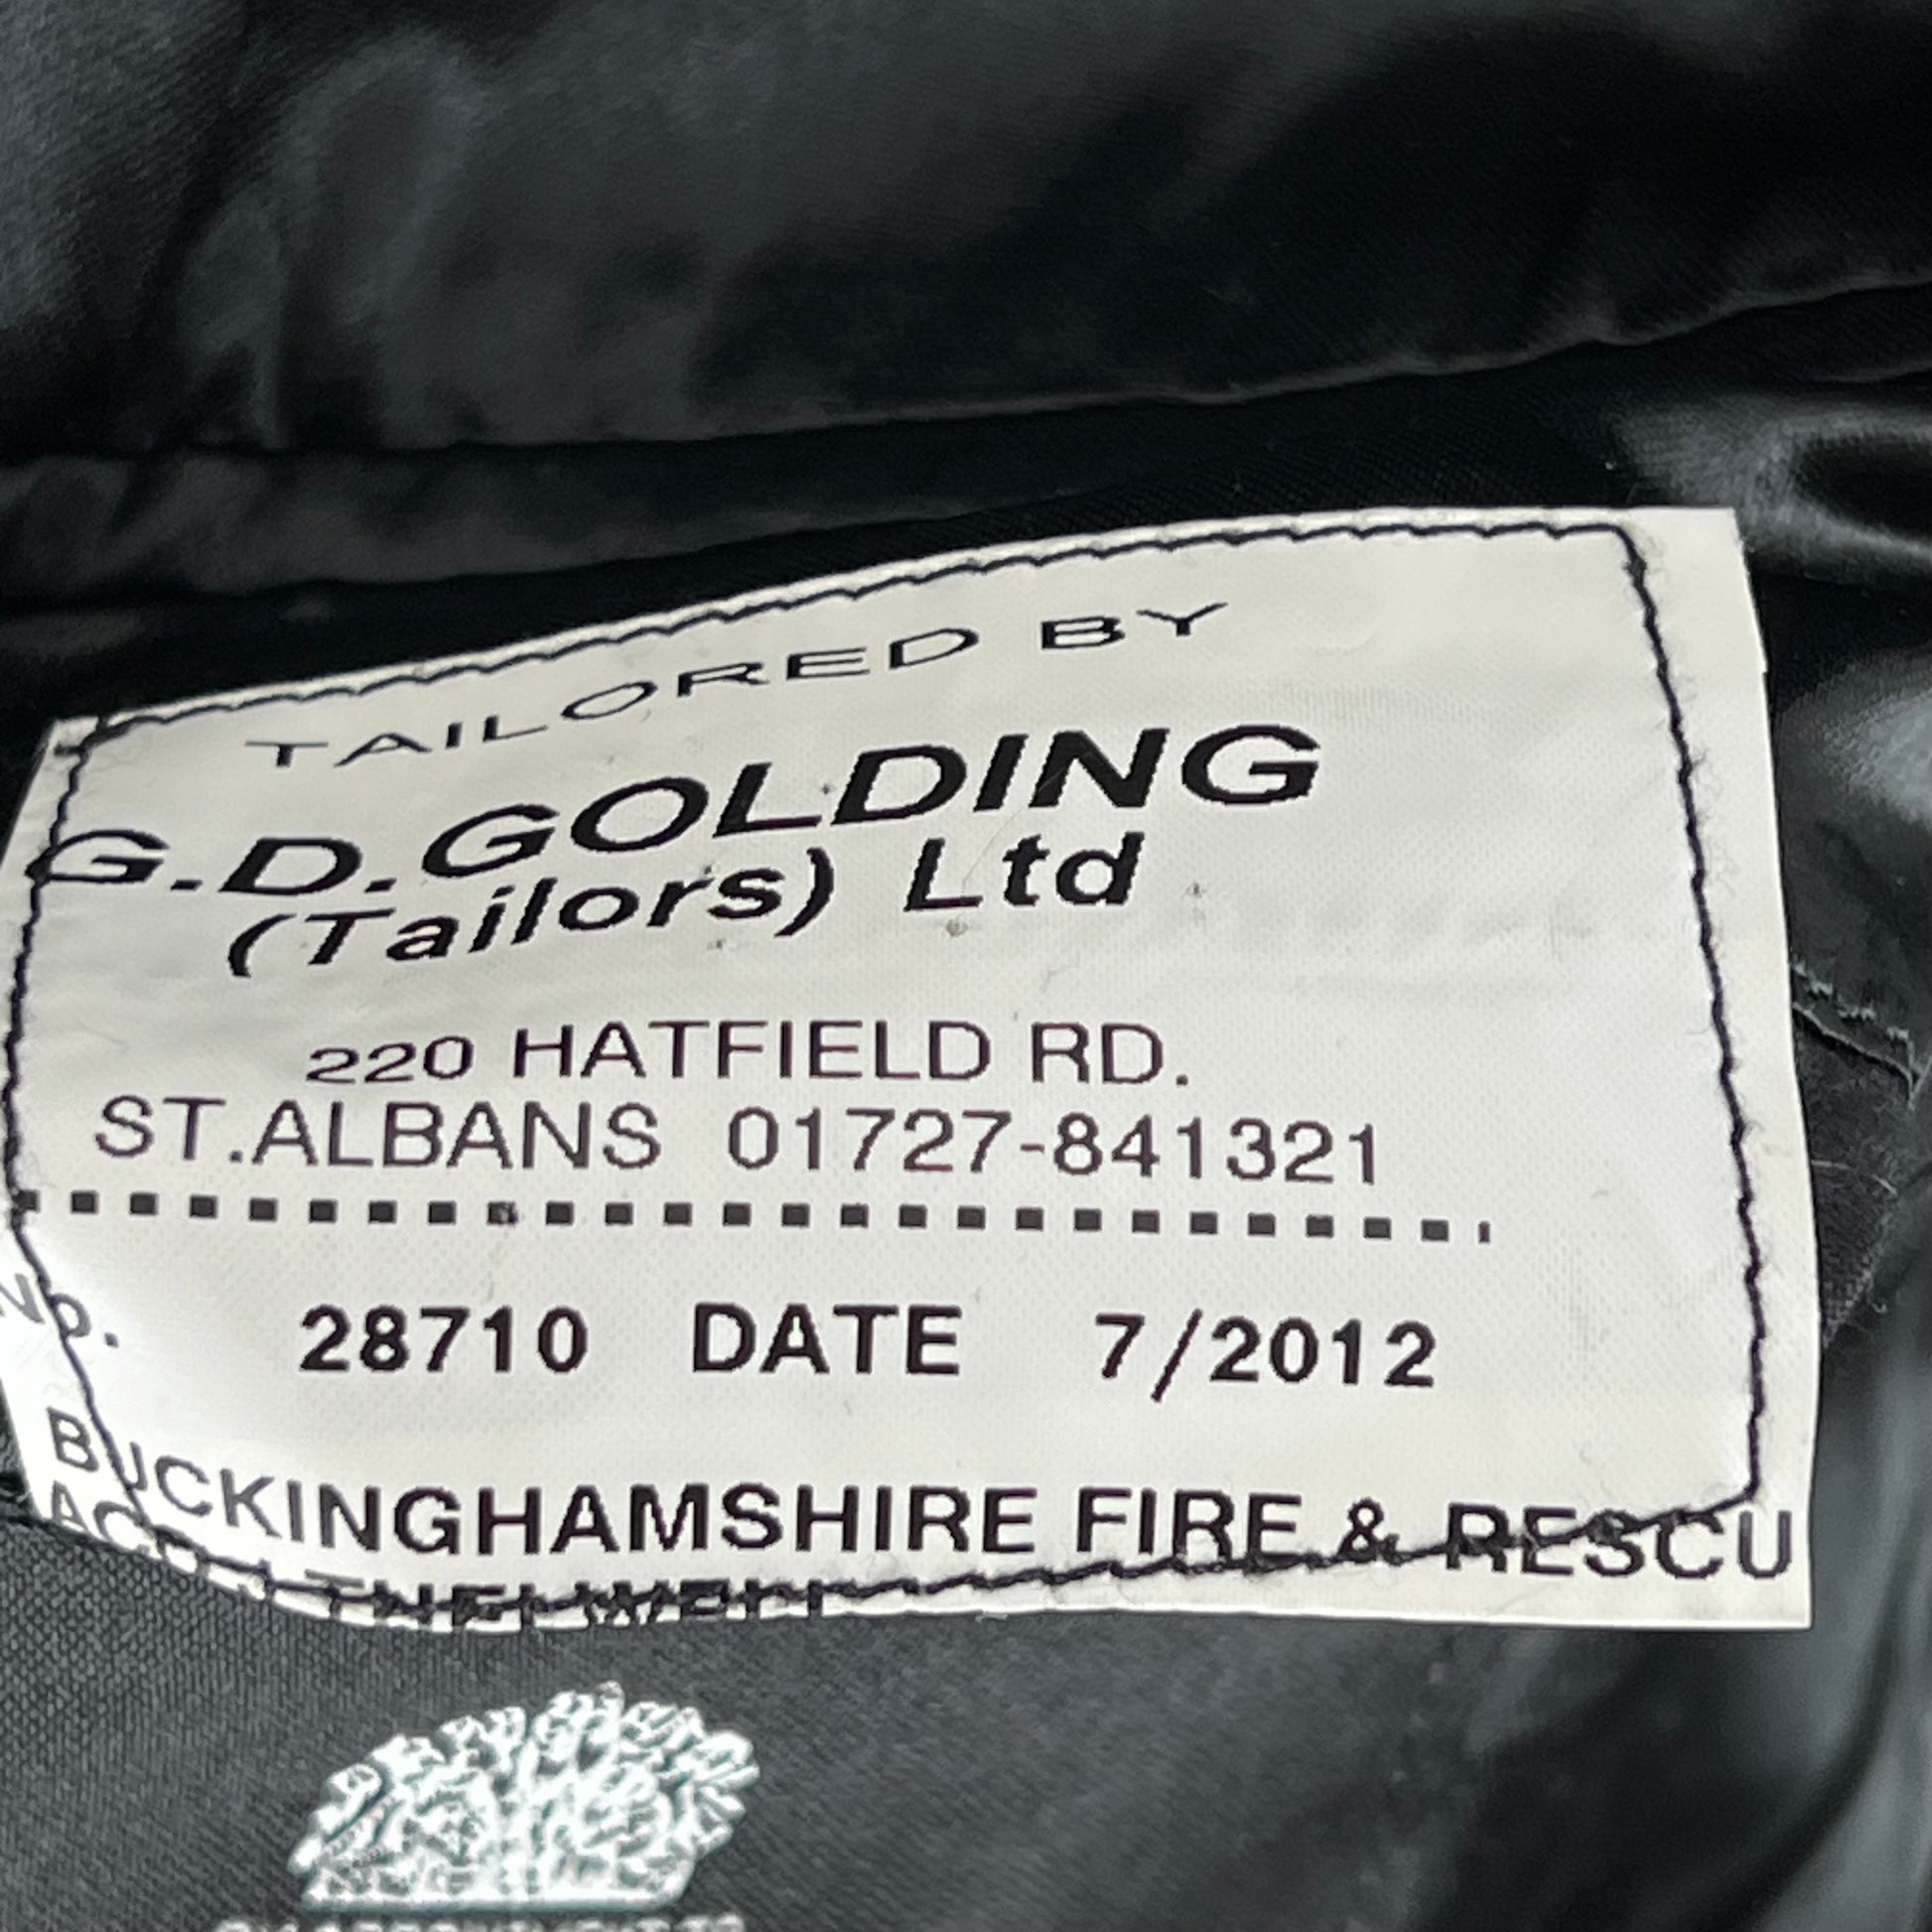 TAILORED BY
G.D.GOLDING
(Tailors) Ltd
220 HATFIELD RD.
ST.ALBANS 01727-841321
No. 28710 DATE 7/2012
BUCKINGHAMSHIRE FIRE & RESCU